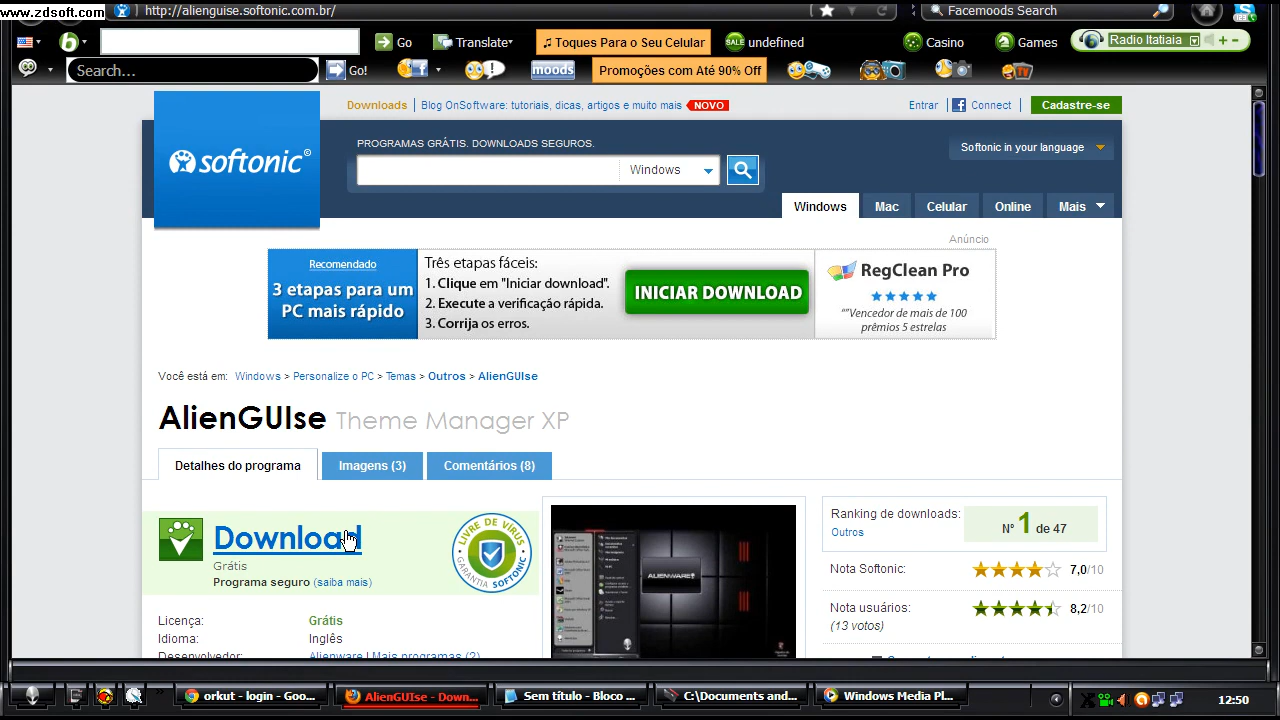 www.zdsoft.com
http://alienguise.softonic.com.br/
Facemoods Search
Go
Translate
Toques Para o Seu Celular
SALE undefined
Casino
Games
Radio Itatiaia
Search...
Go!
moods
Promoções com Até 90% Off
TV
Downloads
Blog OnSoftware: tutoriais, dicas, artigos e muito mais
NOVO
Entrar
Connect
Cadastre-se
softonic
PROGRAMAS GRÁTIS. DOWNLOADS SEGUROS.
Windows
Softonic in your language
Windows
Mac
Celular
Online
Mais
Anúncio
Recomendado
3 etapas para um
PC mais rápido
Três etapas fáceis:
1. Clique em "Iniciar download".
2. Execute a verificação rápida.
3. Corrija os erros.
INICIAR DOWNLOAD
RegClean Pro
""Vencedor de mais de 100
prêmios 5 estrelas
Você está em: Windows > Personalize o PC > Temas > Outros > AlienGUIse
AlienGUIse Theme Manager XP
Detalhes do programa
Imagens (3)
Comentários (8)
Download
Grátis
Programa seguro (saiba mais)
LIVRE DE VÍRUS
GARANTIA SOFTONIC
Licença: Grátis
Idioma: Inglês
Desenvolvedor: Alienware | Mais programas (2)
ALIENWARE
Ranking de downloads:
Outros
Nº 1 de 47
Nota Softonic: 7,0/10
Nota usuários: 8,2/10
(13 votos)
orkut - login - Goo...
AlienGUIse - Down...
Sem título - Bloco ...
C:\Documents and...
Windows Media Pl...
12:50